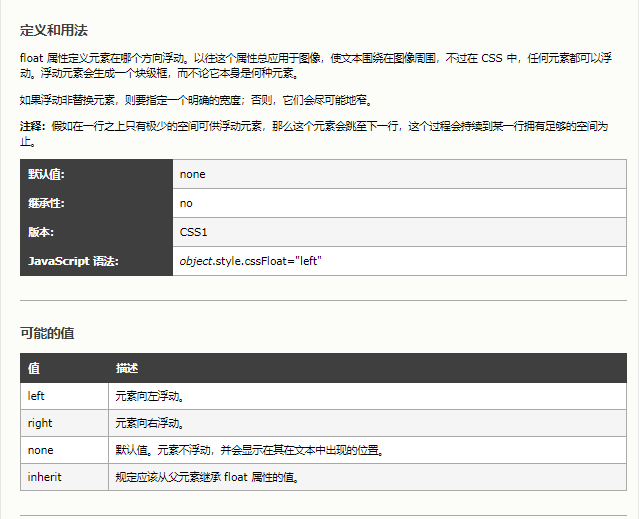 定义和用法
float 属性定义元素在哪个方向浮动。以往这个属性总应用于图像，使文本围绕在图像周围，不过在 CSS 中，任何元素都可以浮
动。浮动元素会生成一个块级框，而不论它本身是何种元素。
如果浮动非替换元素，则要指定一个明确的宽度；否则，它们会尽可能地窄。
注释：假如在一行之上只有极少的空间可供浮动元素，那么这个元素会跳至下一行，这个过程会持续到某一行拥有足够的空间为
止。
默认值： none
继承性： no
版本： CSS1
JavaScript 语法： object.style.cssFloat="left"
可能的值
值 描述
left 元素向左浮动。
right 元素向右浮动。
none 默认值。元素不浮动，并会显示在其在文本中出现的位置。
inherit 规定应该从父元素继承 float 属性的值。